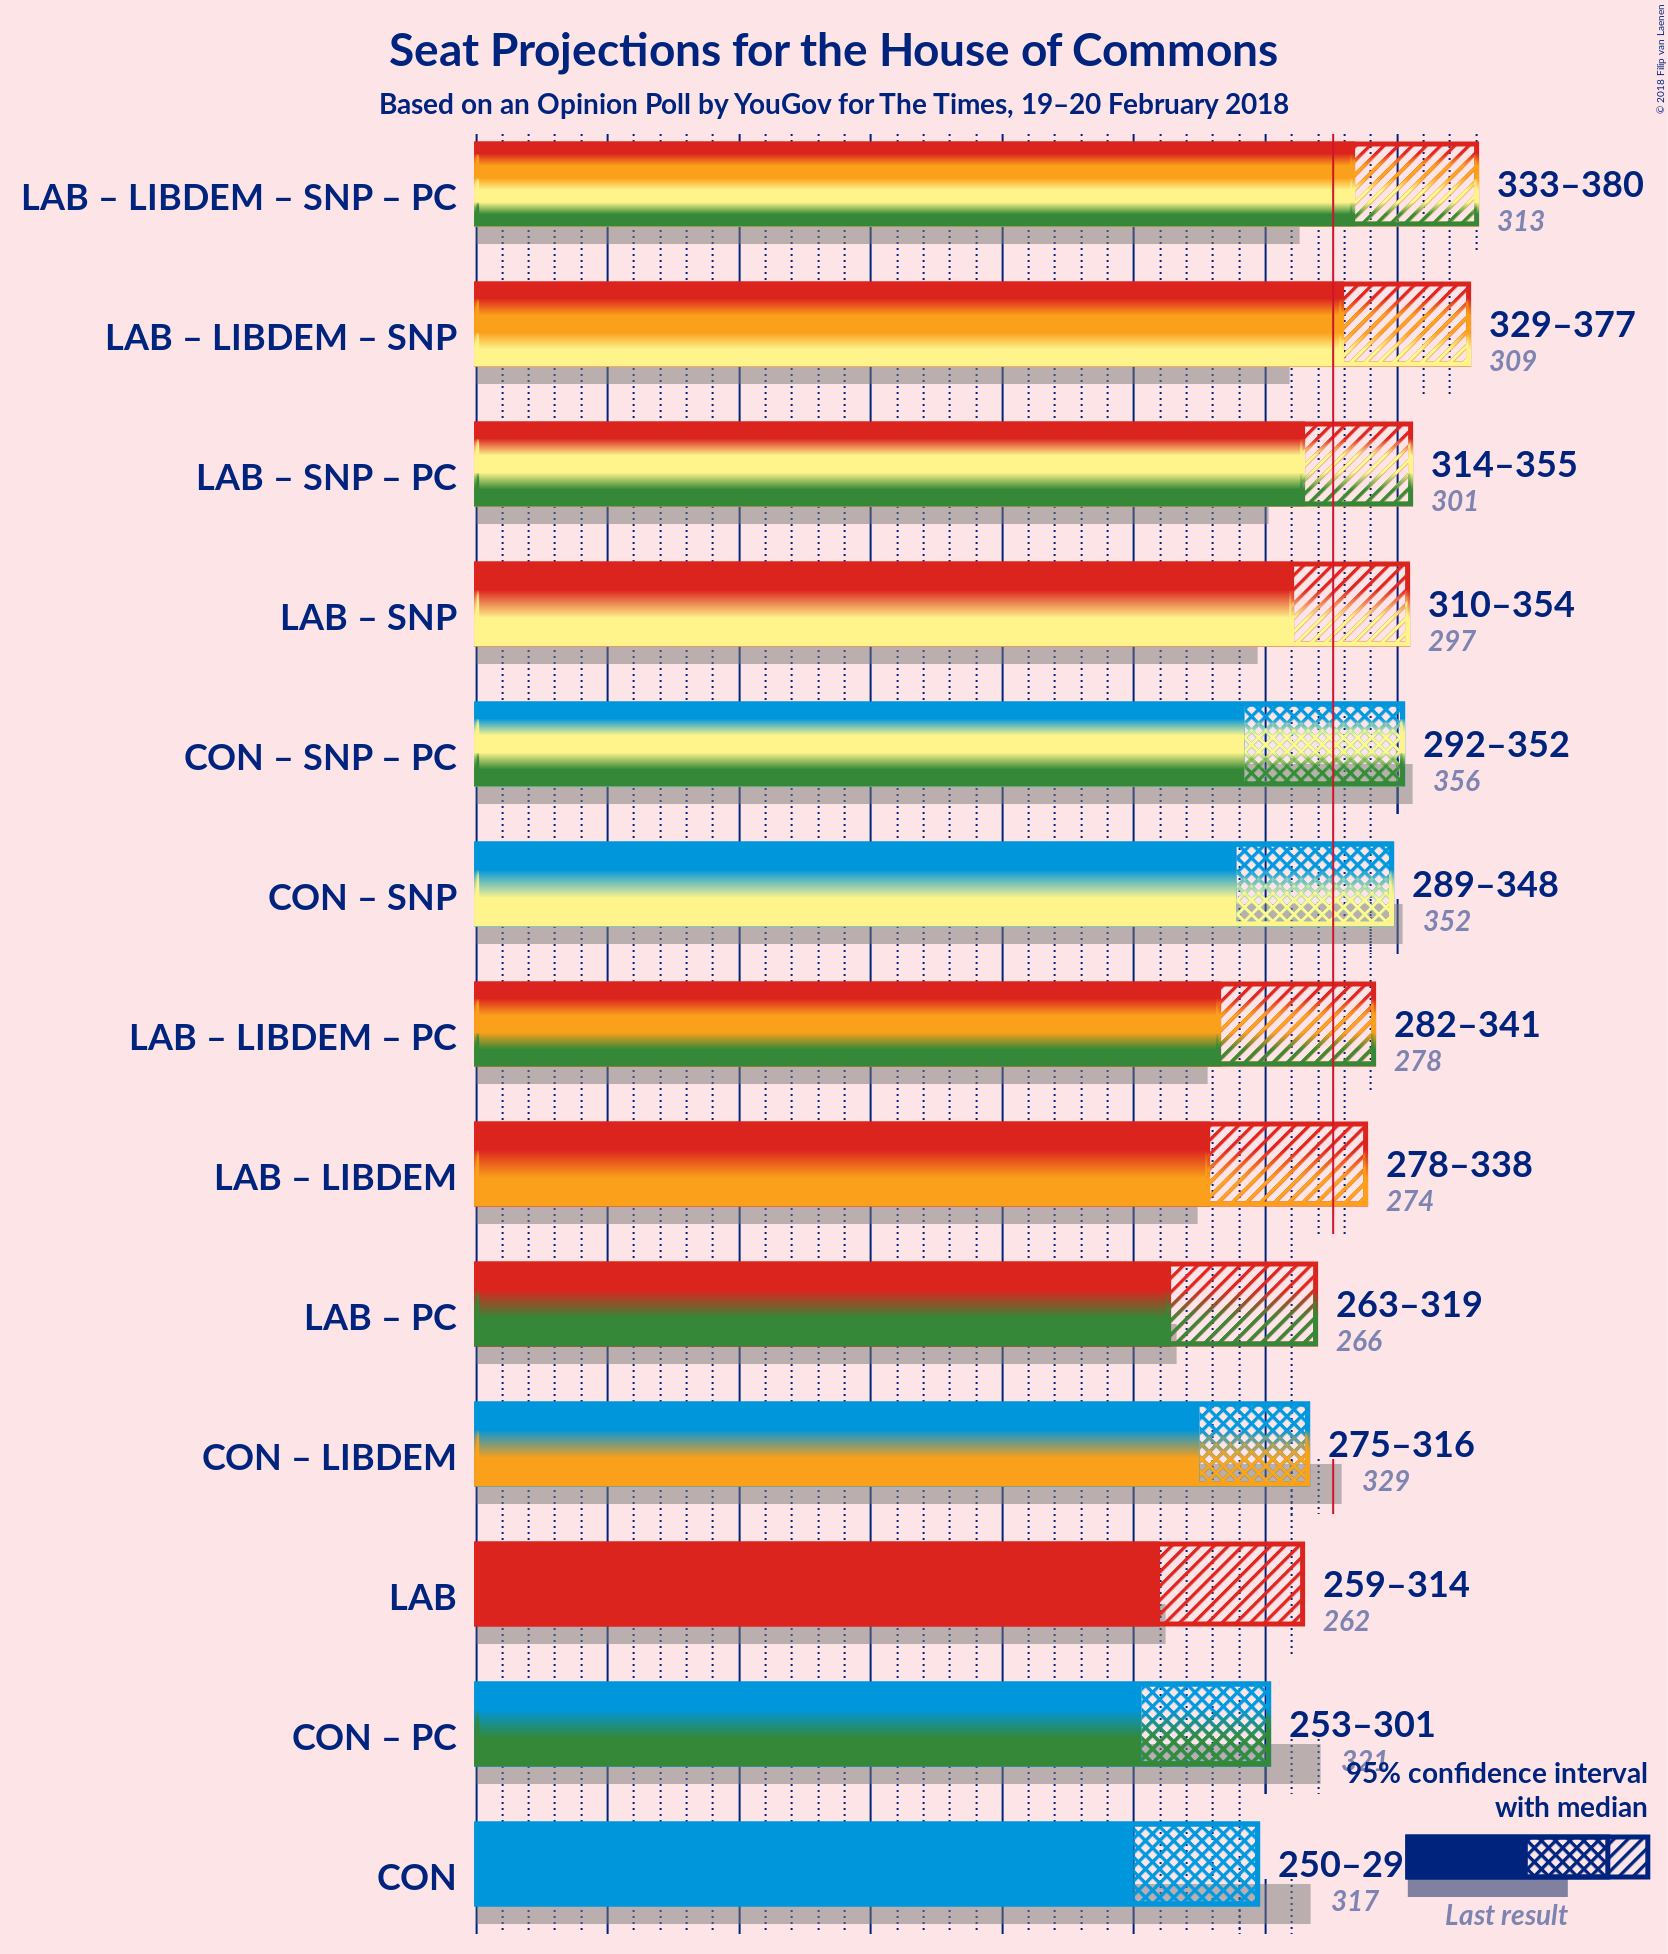 © 2018 Filip van Laenen
Seat Projections for the House of Commons
Based on an Opinion Poll by YouGov for The Times, 19–20 February 2018
LAB – LIBDEM – SNP – PC
333–380
313
LAB – LIBDEM – SNP
329–377
309
LAB – SNP – PC
314–355
301
LAB – SNP
310–354
297
CON – SNP – PC
292–352
356
CON – SNP
289–348
352
LAB – LIBDEM – PC
282–341
278
LAB – LIBDEM
278–338
274
LAB – PC
263–319
266
CON – LIBDEM
275–316
329
LAB
259–314
262
CON – PC
253–301
321
95% confidence interval
with median
CON
250–29
317
Last result